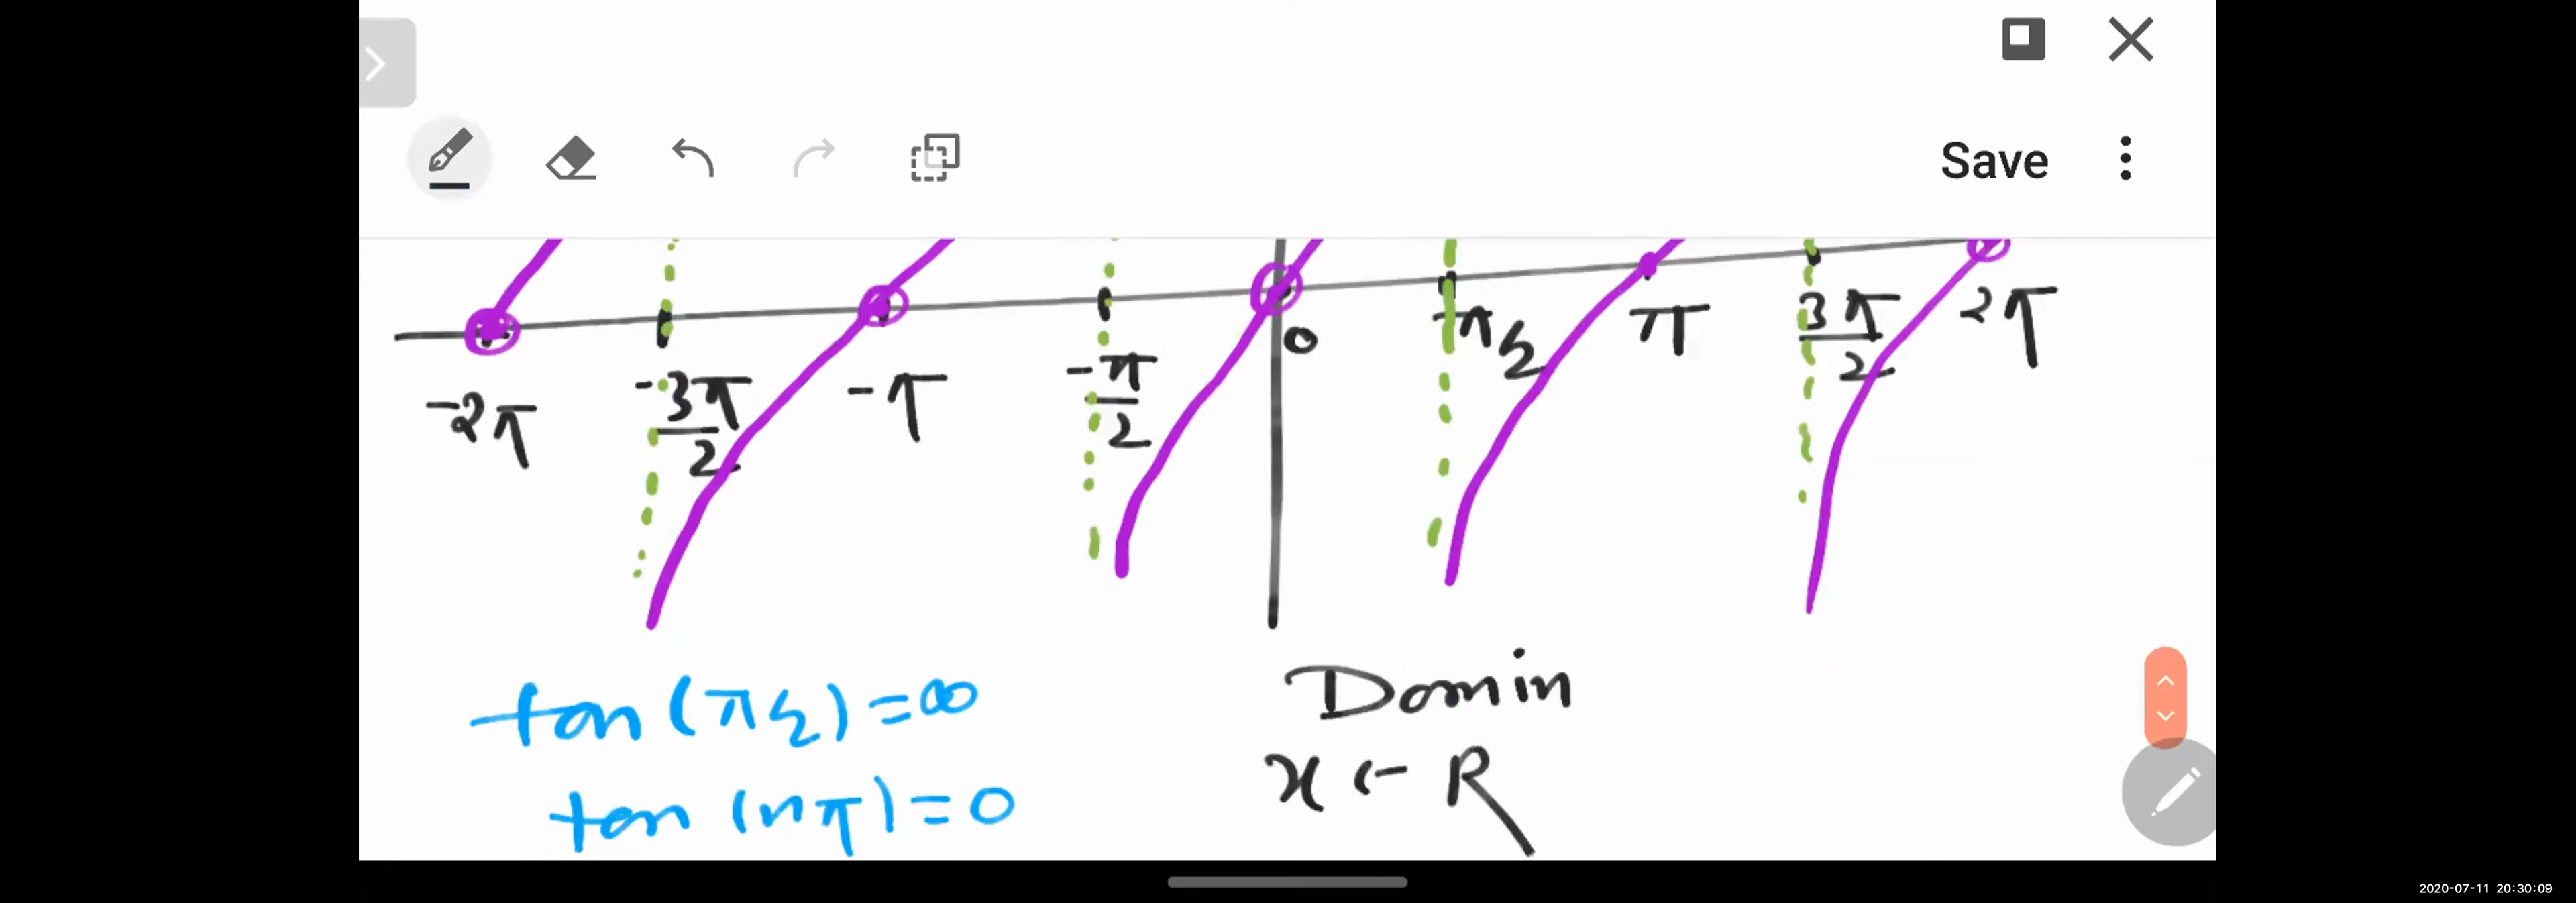 Save
-2π
-3π/2
-π
-π/2
0
π/2
π
3π/2
2π
tan (π/2) = ∞
tan (nπ) = 0
Domin
x ∈ R
2020-07-11 20:30:09